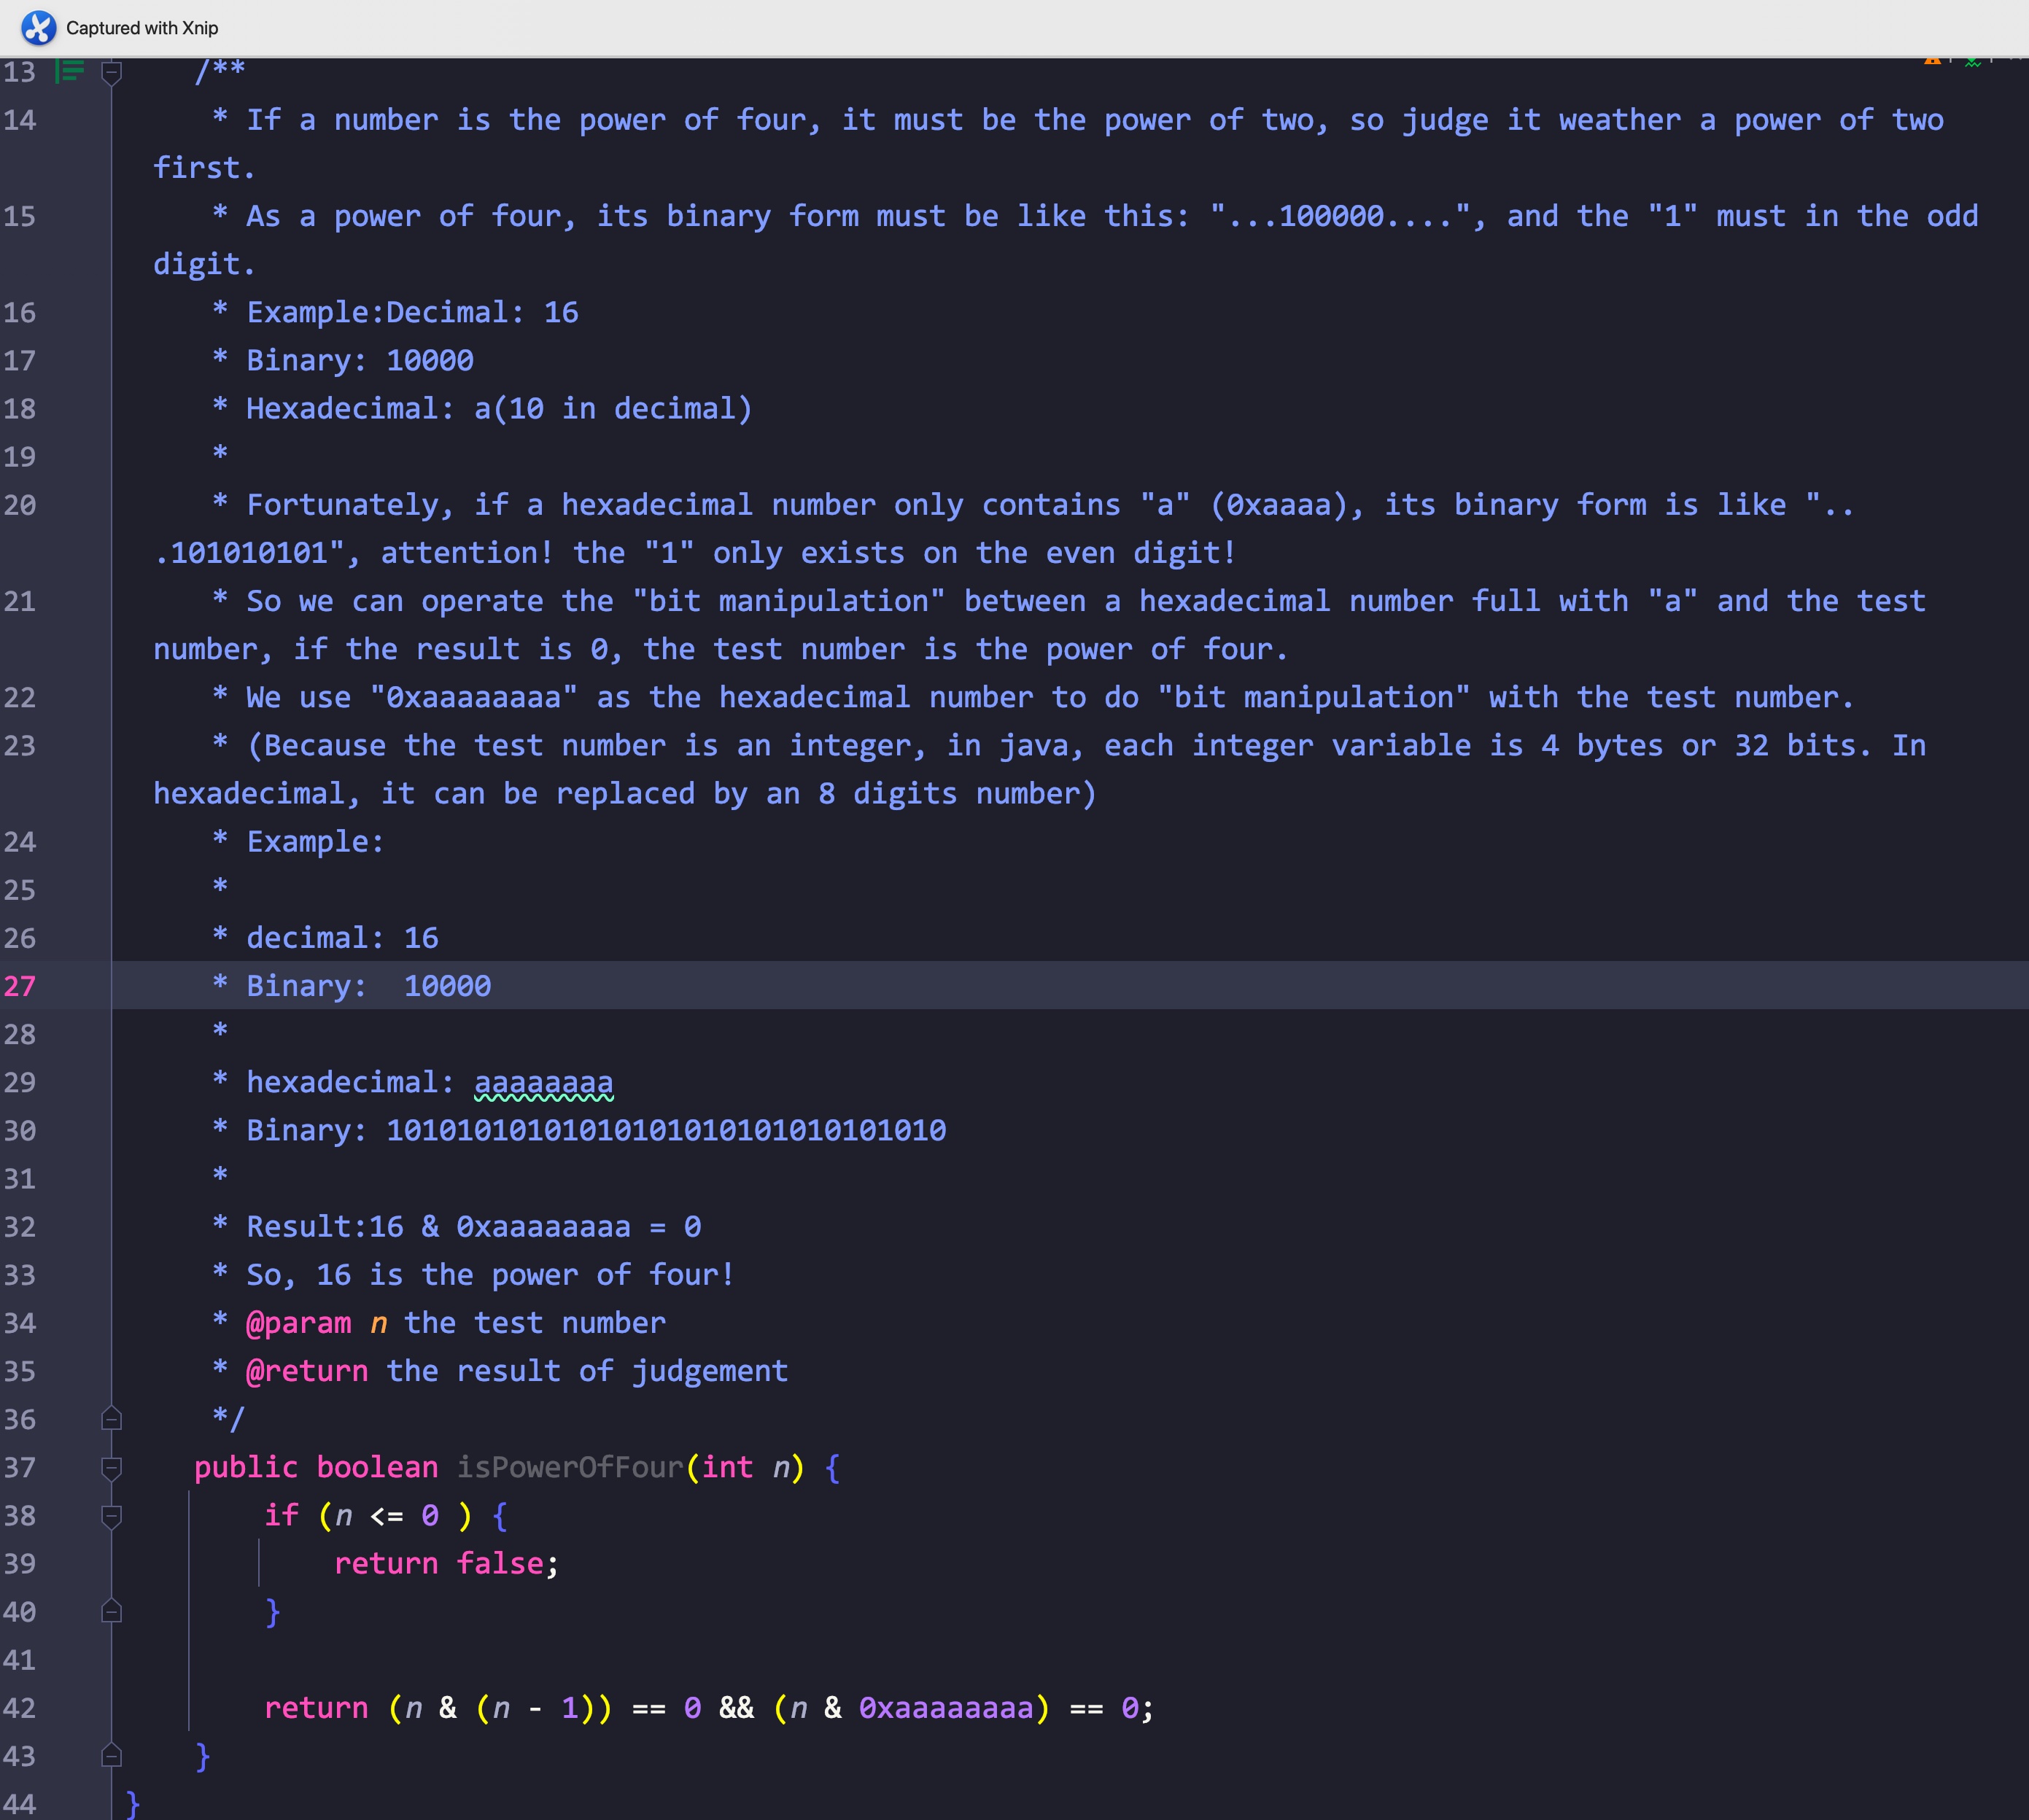 Captured with Xnip
13 /**
14 * If a number is the power of four, it must be the power of two, so judge it weather a power of two
first.
15 * As a power of four, its binary form must be like this: "...100000....", and the "1" must in the odd
digit.
16 * Example:Decimal: 16
17 * Binary: 10000
18 * Hexadecimal: a(10 in decimal)
19 *
20 * Fortunately, if a hexadecimal number only contains "a" (0xaaaa), its binary form is like "..
.101010101", attention! the "1" only exists on the even digit!
21 * So we can operate the "bit manipulation" between a hexadecimal number full with "a" and the test
number, if the result is 0, the test number is the power of four.
22 * We use "0xaaaaaaaa" as the hexadecimal number to do "bit manipulation" with the test number.
23 * (Because the test number is an integer, in java, each integer variable is 4 bytes or 32 bits. In
hexadecimal, it can be replaced by an 8 digits number)
24 * Example:
25 *
26 * decimal: 16
27 * Binary:  10000
28 *
29 * hexadecimal: aaaaaaaa
30 * Binary: 10101010101010101010101010101010
31 *
32 * Result:16 & 0xaaaaaaaa = 0
33 * So, 16 is the power of four!
34 * @param n the test number
35 * @return the result of judgement
36 */
37 public boolean isPowerOfFour(int n) {
38 if (n <= 0 ) {
39 return false;
40 }
41
42 return (n & (n - 1)) == 0 && (n & 0xaaaaaaaa) == 0;
43 }
44 }